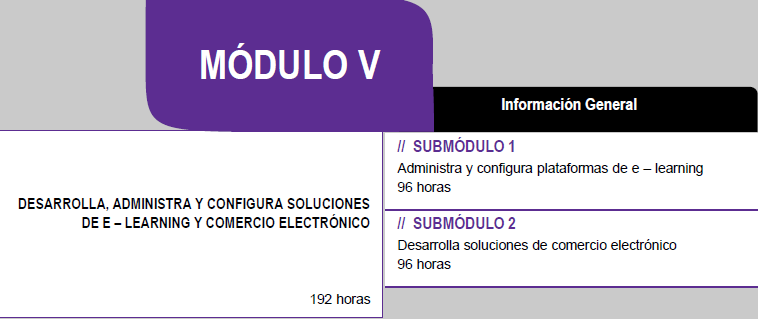 MÓDULO V
Información General
// SUBMÓDULO 1
Administra y configura plataformas de e – learning
96 horas
DESARROLLA, ADMINISTRA Y CONFIGURA SOLUCIONES
DE E – LEARNING Y COMERCIO ELECTRÓNICO
192 horas
// SUBMÓDULO 2
Desarrolla soluciones de comercio electrónico
96 horas